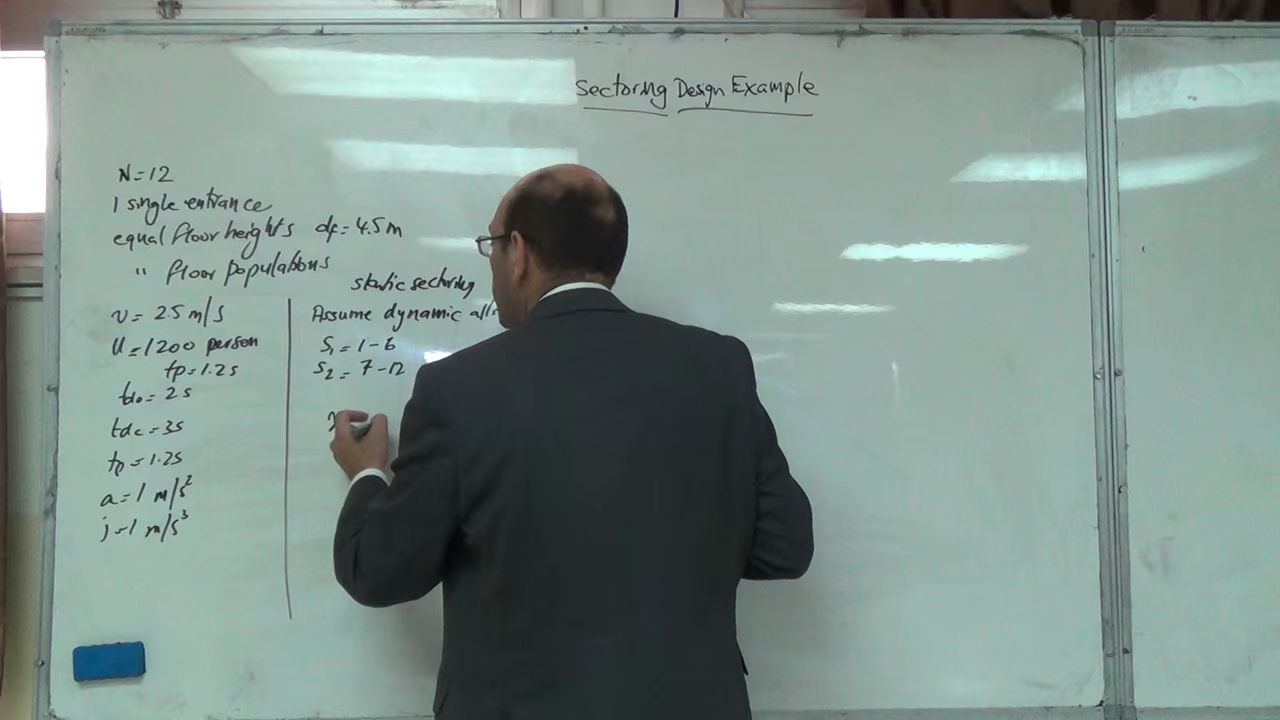 Sectoring Design Example
N=12
1 single entrance
equal floor heights df = 4.5m
" floor populations
v = 2.5 m/s
U = 1200 person
tp = 1.2s
tdo = 2s
tdc = 3s
tp = 1.2s
a = 1 m/s²
j = 1 m/s³
static sectoring
Assume dynamic
S1 = 1-6
S2 = 7-12